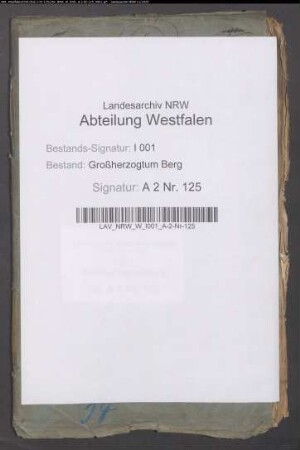 Landesarchiv NRW
Abteilung Westfalen
Bestands-Signatur: I 001
Bestand: Großherzogtum Berg
Signatur: A 2 Nr. 125
LAV_NRW_W_I001_A-2-Nr-125